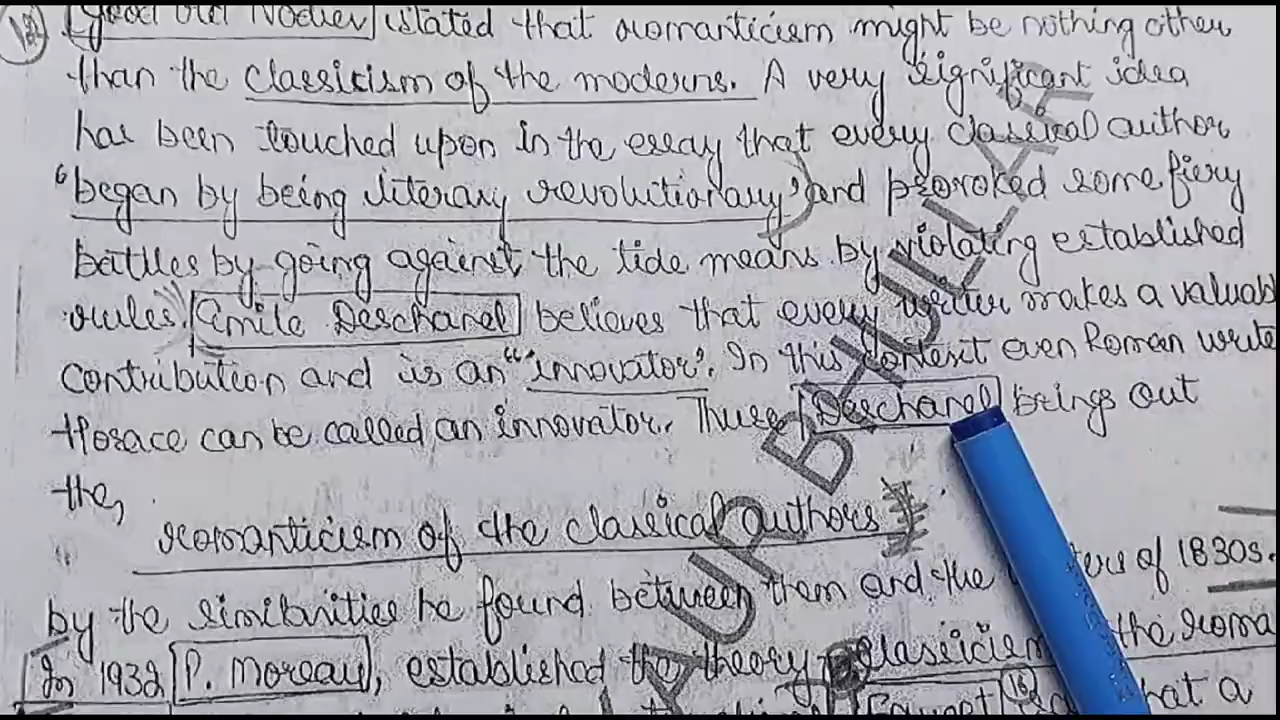 Good old Nodier stated that romanticism might be nothing other
than the classicism of the moderns. A very significant idea
has been touched upon in the essay that every classical author
"began by being literary revolutionary" and provoked some fiery
battles by going against the tide means by violating established
rules. Emile Deschanel believes that every writer makes a valuabl
contribution and is an "innovator". In this context even Roman write
Horace can be called an innovator. Thus Deschanel brings out
the,
romanticism of the classical authors
by the similarities he found between them and the of 1830s.
In 1932 P. Moreau, established the theory classicism the roma
16 that a
GAUR BHULLAR